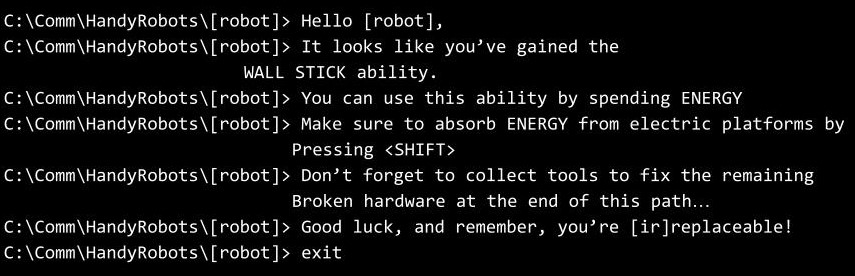 C:\Comm\HandyRobots\[robot]> Hello [robot],
C:\Comm\HandyRobots\[robot]> It looks like you’ve gained the
WALL STICK ability.
C:\Comm\HandyRobots\[robot]> You can use this ability by spending ENERGY
C:\Comm\HandyRobots\[robot]> Make sure to absorb ENERGY from electric platforms by
Pressing <SHIFT>
C:\Comm\HandyRobots\[robot]> Don’t forget to collect tools to fix the remaining
Broken hardware at the end of this path…
C:\Comm\HandyRobots\[robot]> Good luck, and remember, you’re [ir]replaceable!
C:\Comm\HandyRobots\[robot]> exit